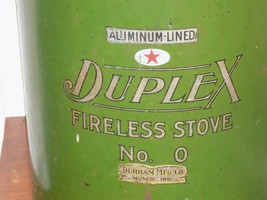 ALUMINUM-LINED
DUPLEX
FIRELESS STOVE
No. 0
DURHAM MFG. CO.
MUNCIE, IND.